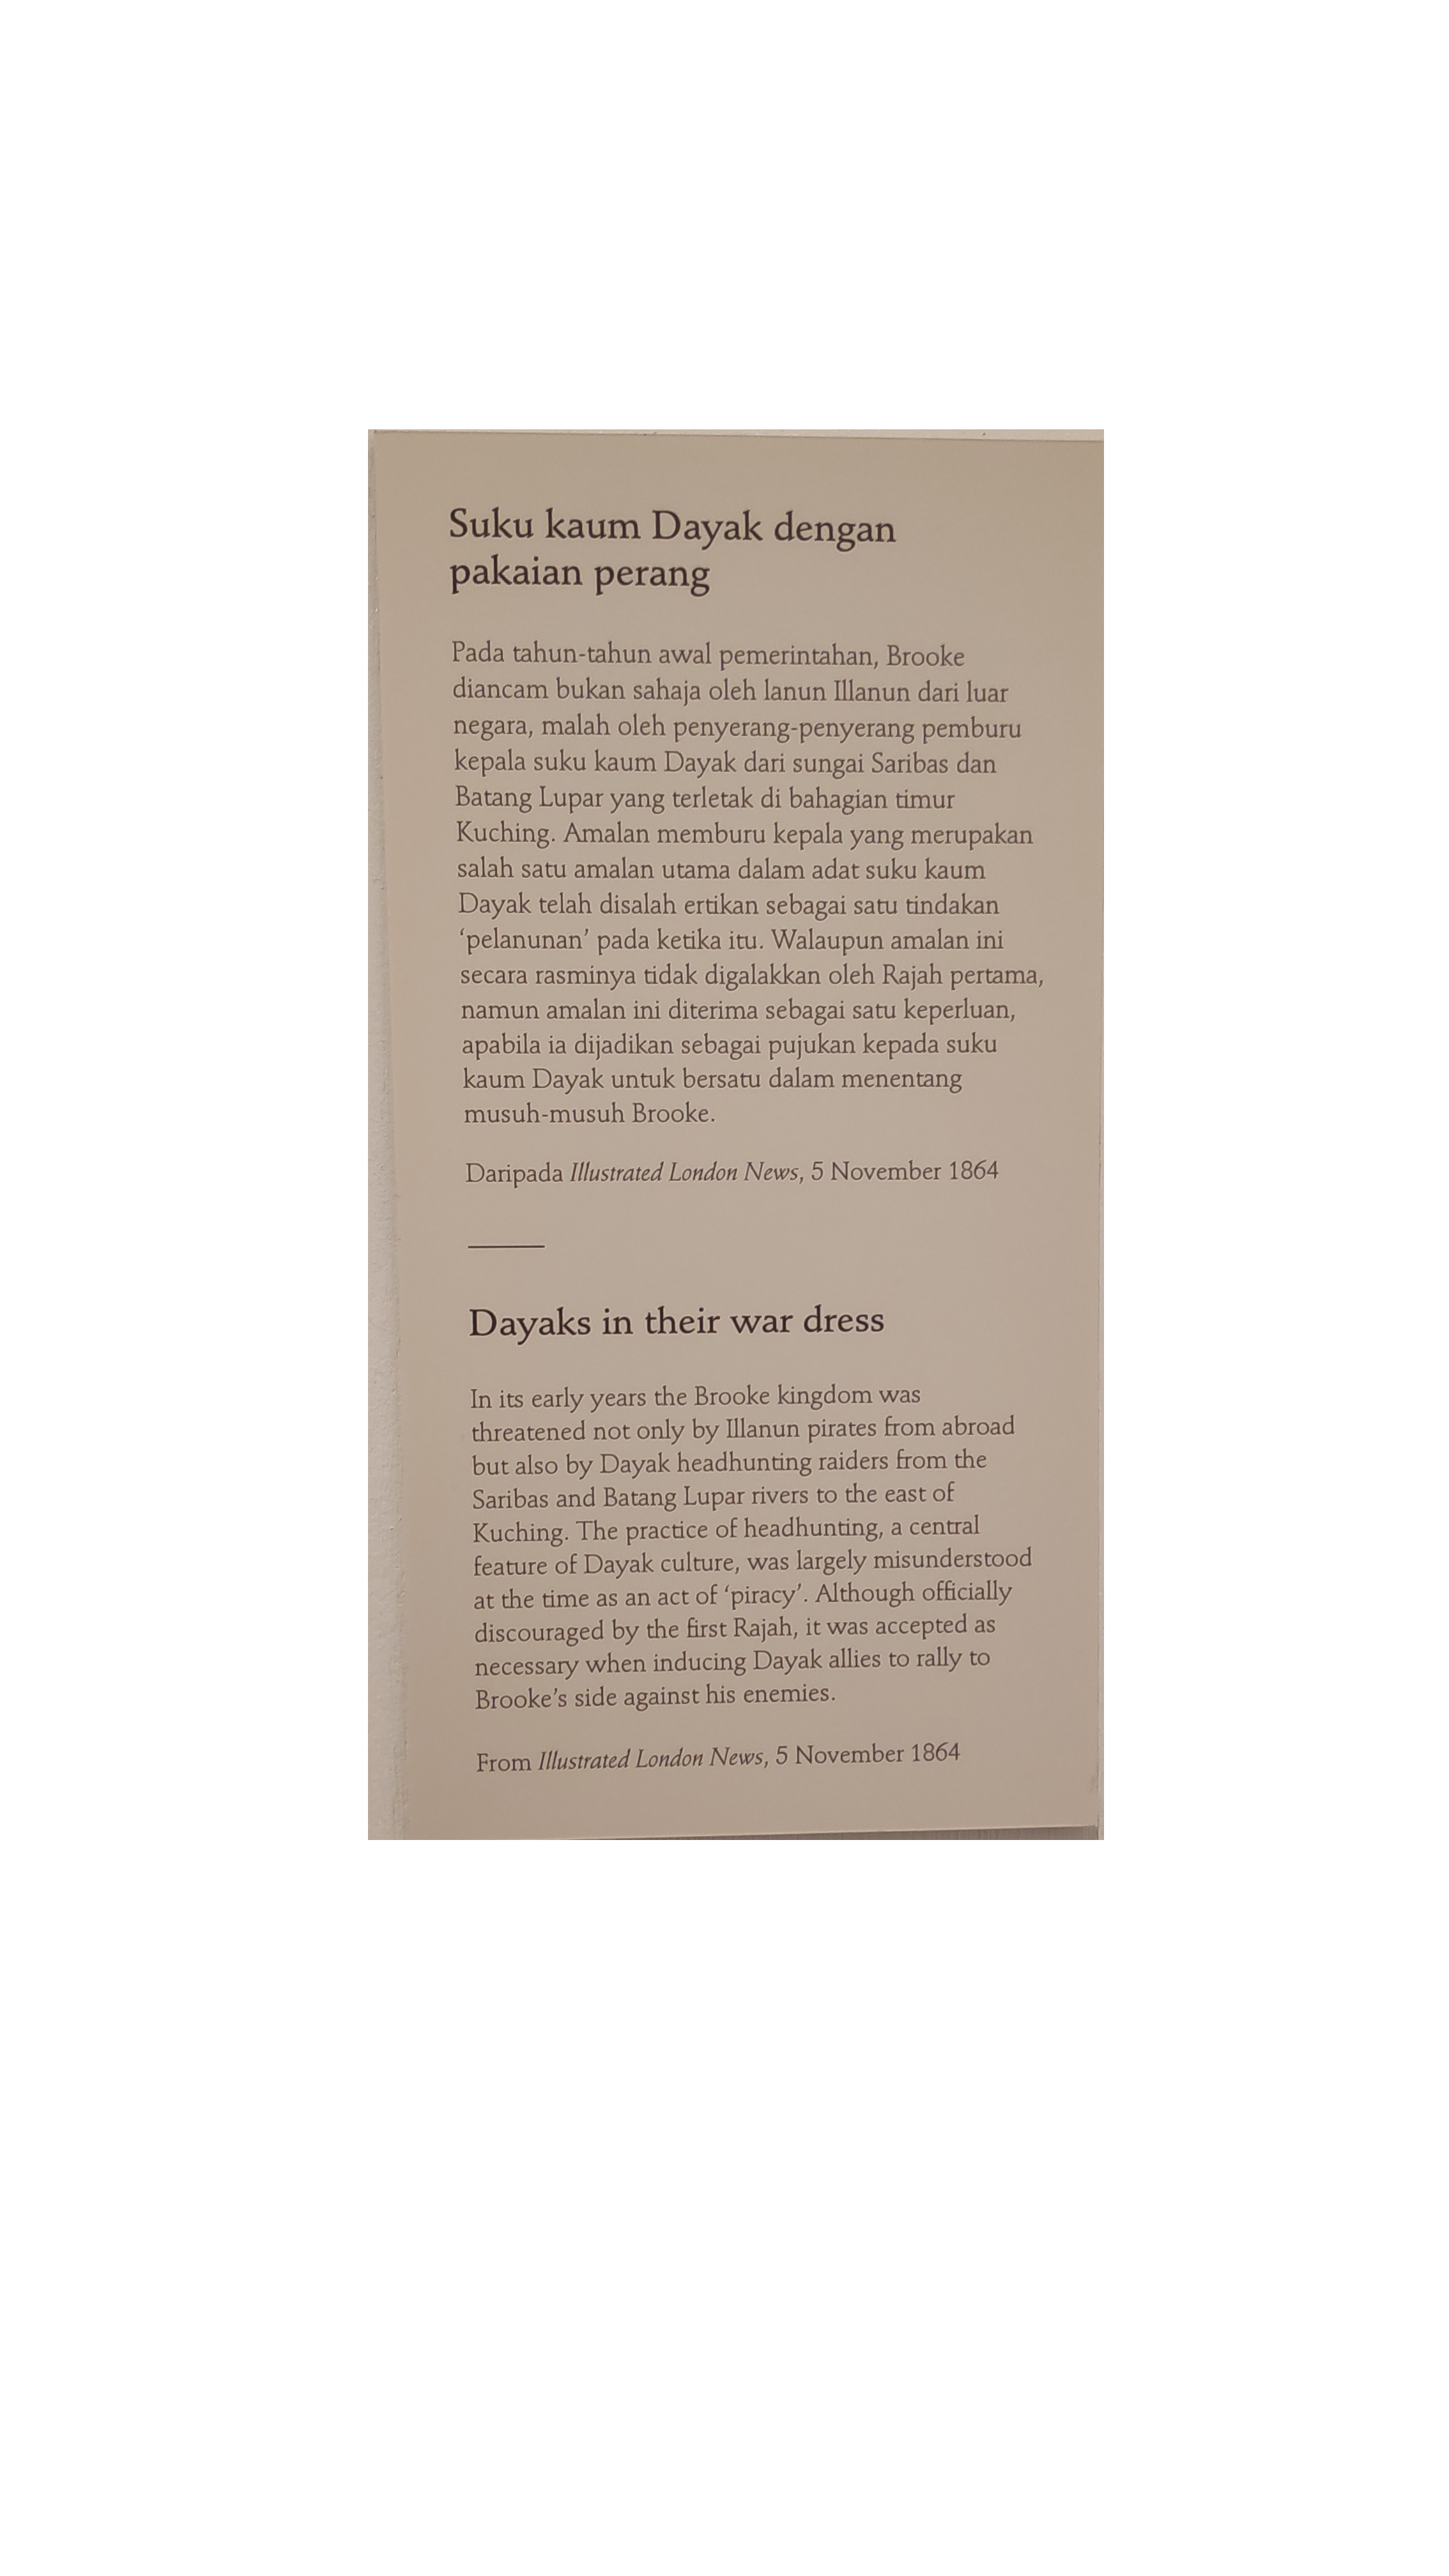 Suku kaum Dayak dengan
pakaian perang
Pada tahun-tahun awal pemerintahan, Brooke
diancam bukan sahaja oleh lanun Illanun dari luar
negara, malah oleh penyerang-penyerang pemburu
kepala suku kaum Dayak dari sungai Saribas dan
Batang Lupar yang terletak di bahagian timur
Kuching. Amalan memburu kepala yang merupakan
salah satu amalan utama dalam adat suku kaum
Dayak telah disalah ertikan sebagai satu tindakan
‘pelanunan’ pada ketika itu. Walaupun amalan ini
secara rasminya tidak digalakkan oleh Rajah pertama,
namun amalan ini diterima sebagai satu keperluan,
apabila ia dijadikan sebagai pujukan kepada suku
kaum Dayak untuk bersatu dalam menentang
musuh-musuh Brooke.
Daripada Illustrated London News, 5 November 1864
Dayaks in their war dress
In its early years the Brooke kingdom was
threatened not only by Illanun pirates from abroad
but also by Dayak headhunting raiders from the
Saribas and Batang Lupar rivers to the east of
Kuching. The practice of headhunting, a central
feature of Dayak culture, was largely misunderstood
at the time as an act of ‘piracy’. Although officially
discouraged by the first Rajah, it was accepted as
necessary when inducing Dayak allies to rally to
Brooke’s side against his enemies.
From Illustrated London News, 5 November 1864